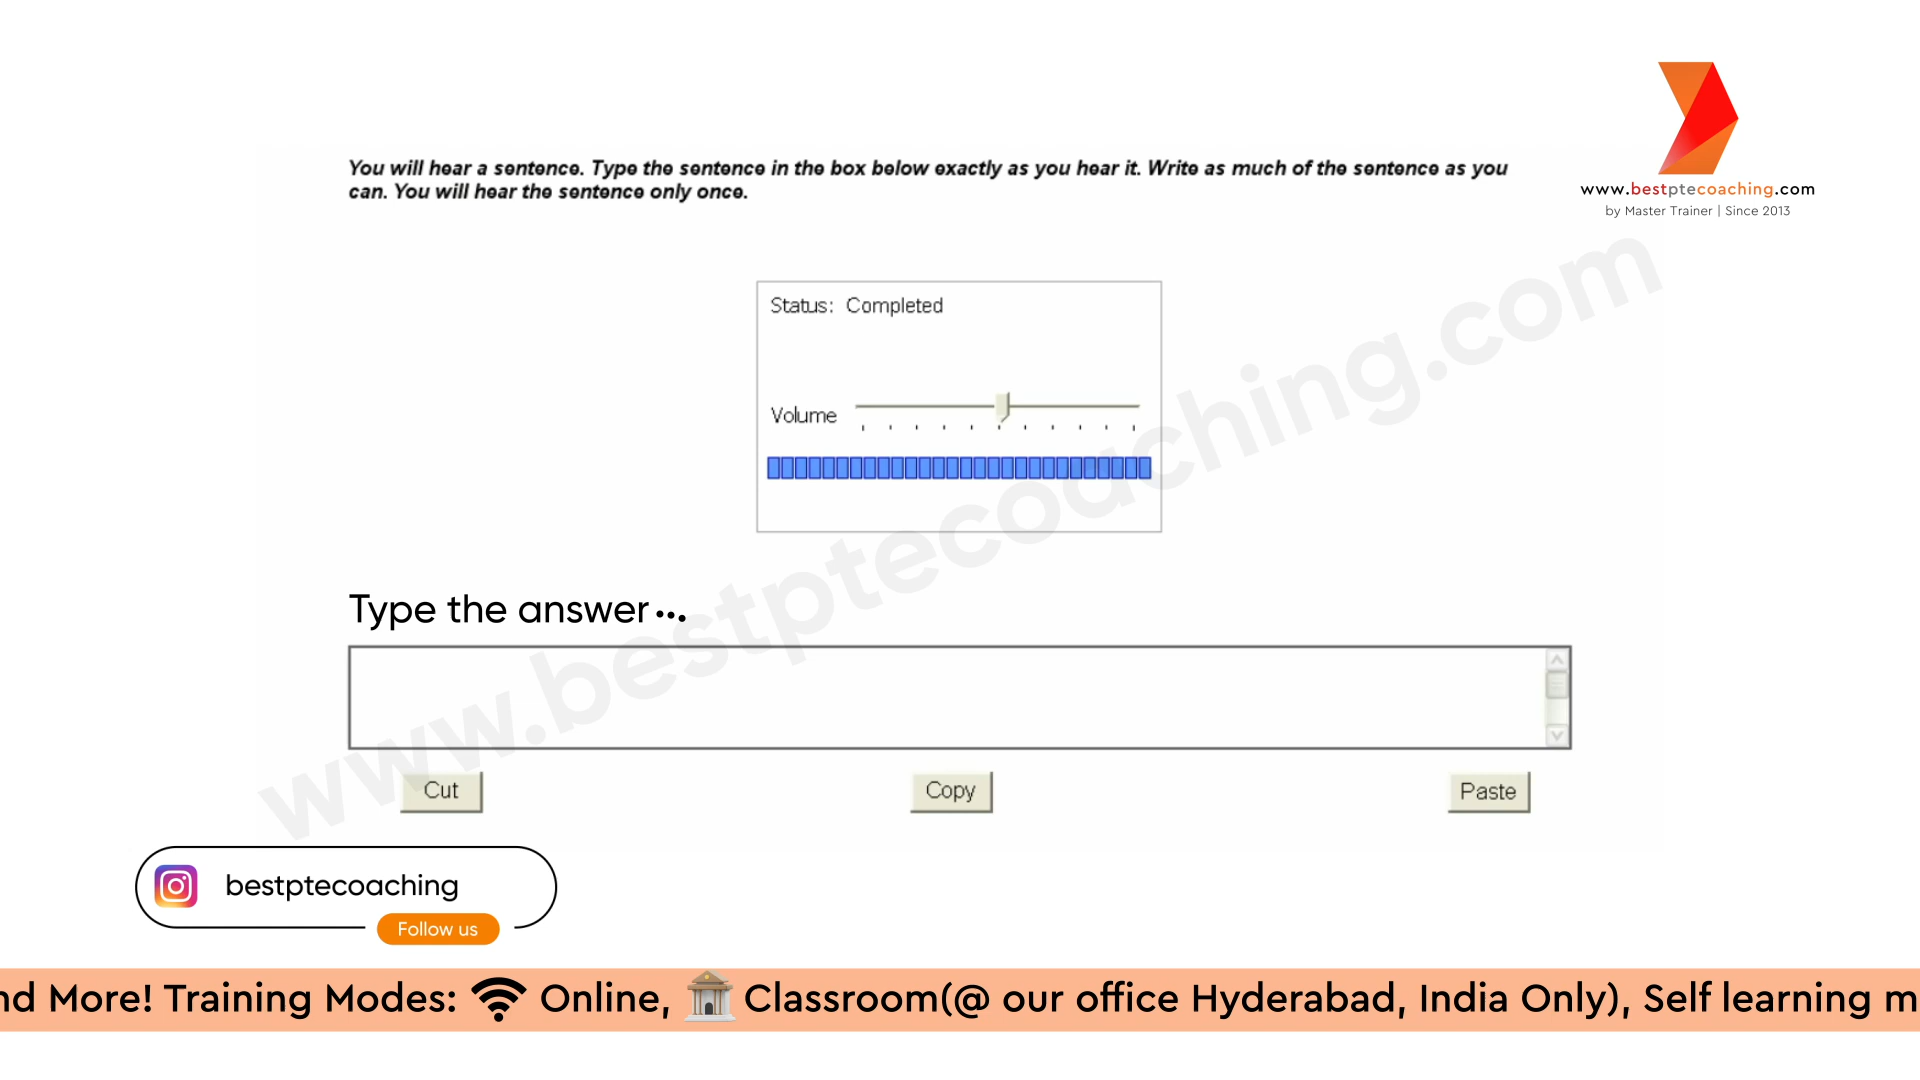 You will hear a sentence. Type the sentence in the box below exactly as you hear it. Write as much of the sentence as you
can. You will hear the sentence only once.
www.bestptecoaching.com
by Master Trainer | Since 2013
Status: Completed
Volume
www.bestptecoaching.com
Type the answer...
Cut
Copy
Paste
bestptecoaching
Follow us
nd More! Training Modes: Online, Classroom(@ our office Hyderabad, India Only), Self learning m